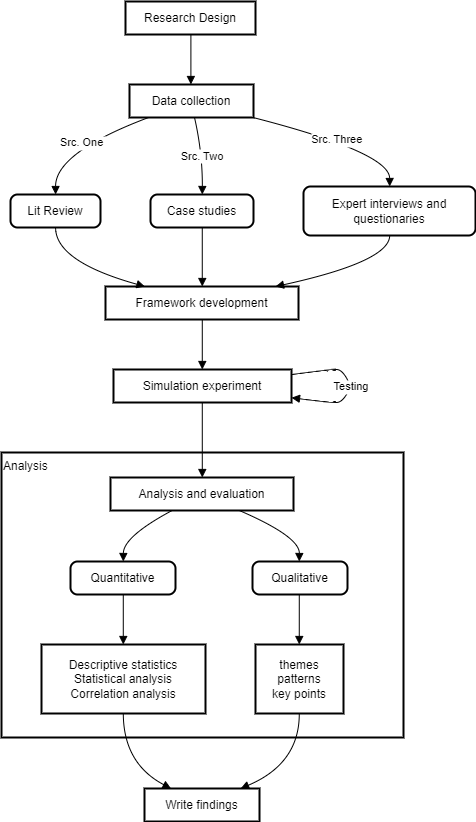 Research Design
Data collection
Src. One
Src. Two
Src. Three
Lit Review
Case studies
Expert interviews and
questionaries
Framework development
Simulation experiment
Testing
Analysis
Analysis and evaluation
Quantitative
Qualitative
Descriptive statistics
Statistical analysis
Correlation analysis
themes
patterns
key points
Write findings